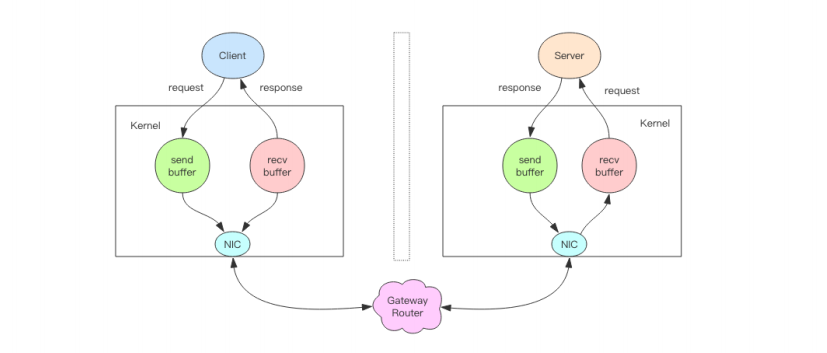 Client
Server
request
response
response
request
Kernel
Kernel
send
buffer
recv
buffer
send
buffer
recv
buffer
NIC
NIC
Gateway
Router